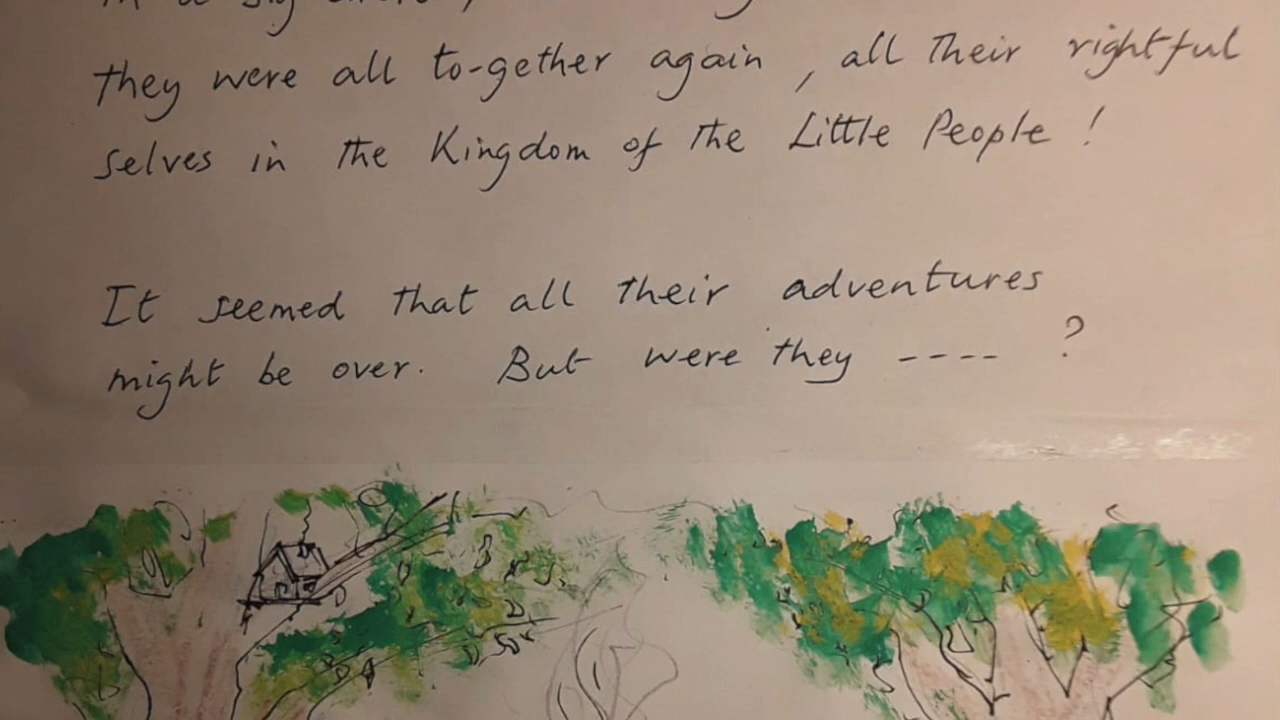 they were all to-gether again, all their rightful
selves in the Kingdom of the Little People!
It seemed that all their adventures
might be over. But were they ---- ?